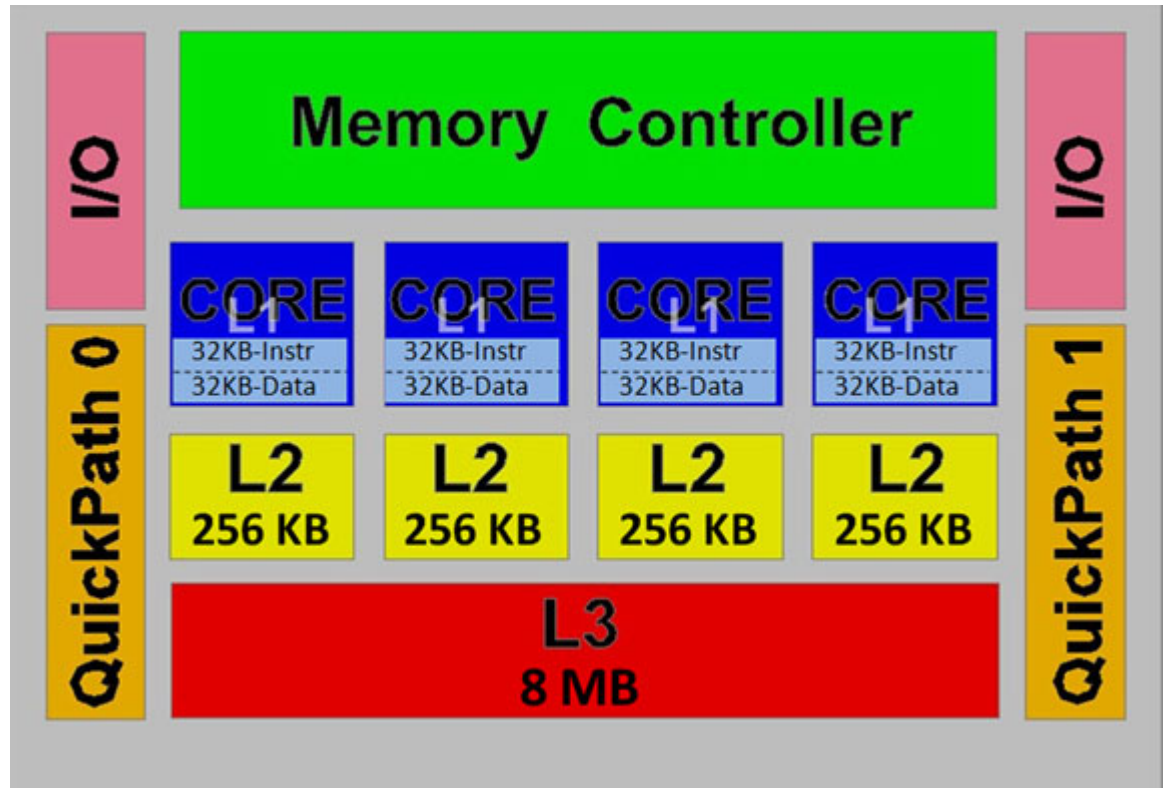 I/O
Memory Controller
I/O
CORE CORE CORE CORE
L1 L1 L1 L1
32KB-Instr 32KB-Instr 32KB-Instr 32KB-Instr
32KB-Data 32KB-Data 32KB-Data 32KB-Data
QuickPath 0
L2 L2 L2 L2
256 KB 256 KB 256 KB 256 KB
QuickPath 1
L3
8 MB